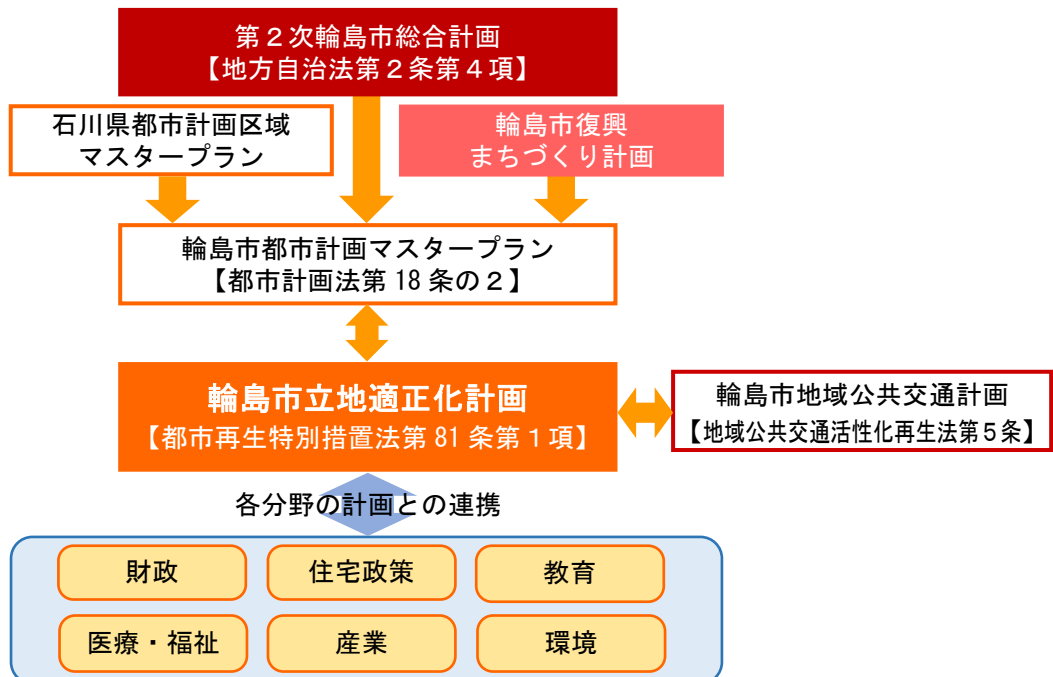 第２次輪島市総合計画
【地方自治法第２条第４項】
石川県都市計画区域
マスタープラン
輪島市復興
まちづくり計画
輪島市都市計画マスタープラン
【都市計画法第 18 条の２】
輪島市立地適正化計画
【都市再生特別措置法第 81 条第１項】
輪島市地域公共交通計画
【地域公共交通活性化再生法第５条】
各分野の計画との連携
財政
住宅政策
教育
医療・福祉
産業
環境